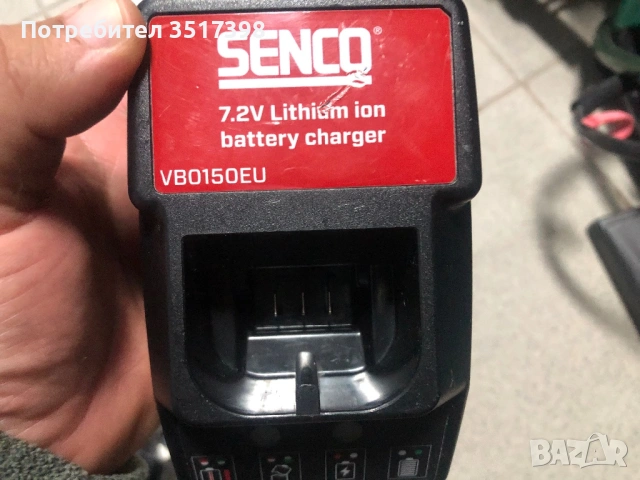 Потребител 3517398
SENCO®
7.2V Lithium ion
battery charger
VB0150EU
BAZAR